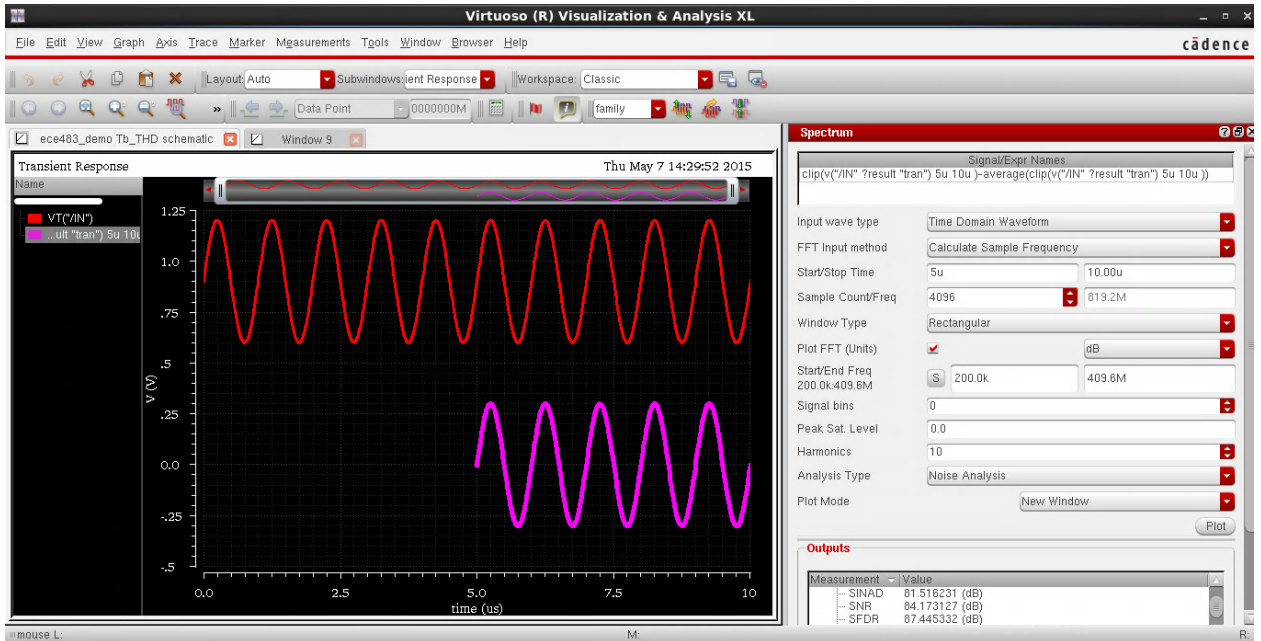 Virtuoso (R) Visualization & Analysis XL
File Edit View Graph Axis Trace Marker Measurements Tools Window Browser Help
cādence
Layout: Auto Subwindows: ient Response Workspace: Classic
» Data Point 0000000M family
ece483_demo Tb_THD schematic Window 9
Transient Response Thu May 7 14:29:52 2015
Name
VT("/IN")
...ult "tran") 5u 10u
V (V)
1.25
1.0
.75
.5
.25
0.0
-.25
-.5
0.0 2.5 5.0 7.5 10
time (us)
Spectrum
Signal/Expr Names
clip(v("/IN" ?result "tran") 5u 10u )-average(clip(v("/IN" ?result "tran") 5u 10u ))
Input wave type Time Domain Waveform
FFT Input method Calculate Sample Frequency
Start/Stop Time 5u 10.00u
Sample Count/Freq 4096 819.2M
Window Type Rectangular
Plot FFT (Units) dB
Start/End Freq
200.0k:409.6M S 200.0k 409.6M
Signal bins 0
Peak Sat. Level 0.0
Harmonics 10
Analysis Type Noise Analysis
Plot Mode New Window
Plot
Outputs
Measurement Value
SINAD 81.516231 (dB)
SNR 84.173127 (dB)
SFDR 87.445332 (dB)
mouse L: M: R: